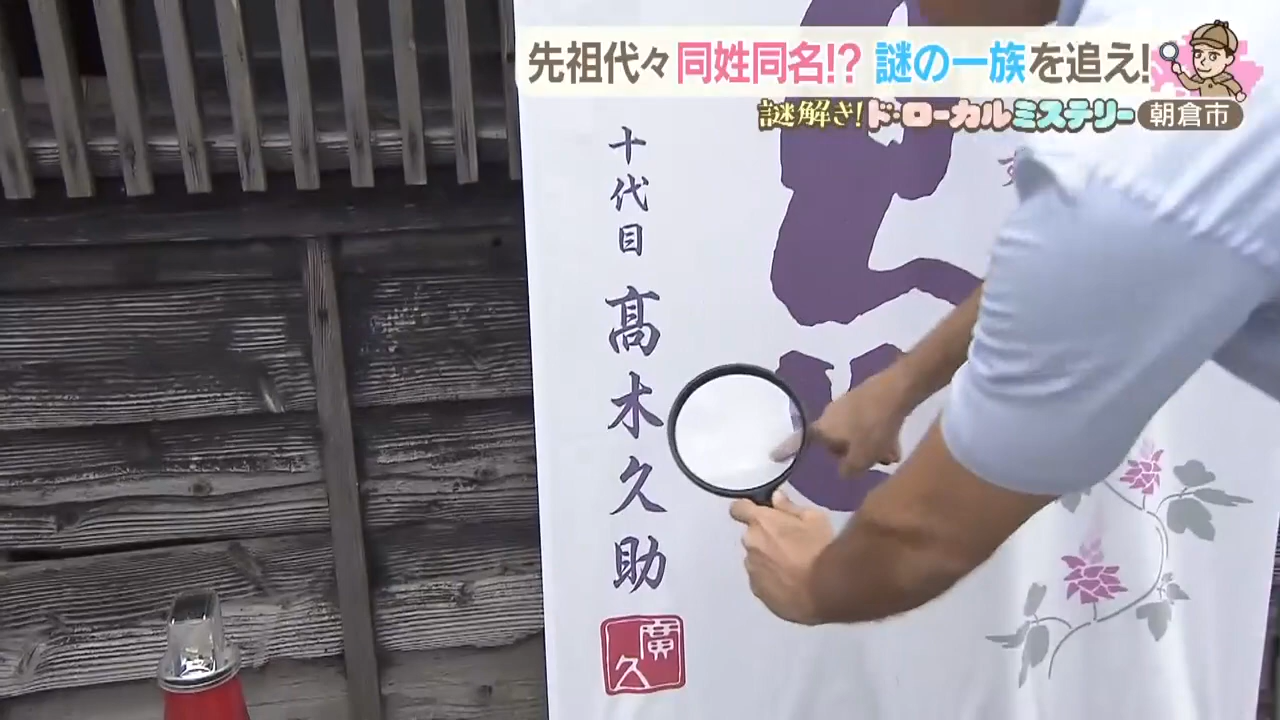 先祖代々同姓同名!?謎の一族を追え!
謎解き!ド・ローカルミステリー 朝倉市
十代目 髙木久助
廣久